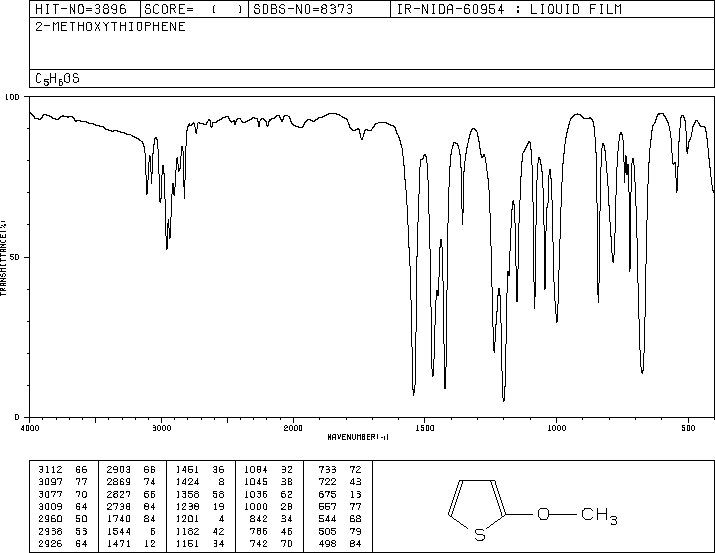 HIT-NO=3896 SCORE= ( ) SDBS-NO=8373 IR-NIDA-60954 : LIQUID FILM
2-METHOXYTHIOPHENE
C5H6OS
100
50
0
TRANSMITTANCE(%)
4000 3000 2000 1500 1000 500
WAVENUMBER(-1)
3112 66 2903 66 1461 36 1084 32 733 72
3097 77 2869 74 1424 8 1045 38 722 43
3077 70 2827 66 1358 58 1036 62 675 13
3009 64 2738 84 1238 19 1000 28 667 77
2960 50 1740 84 1201 4 842 34 544 68
2938 53 1544 6 1182 42 786 46 505 79
2926 64 1471 12 1151 34 742 70 498 84
S O CH3